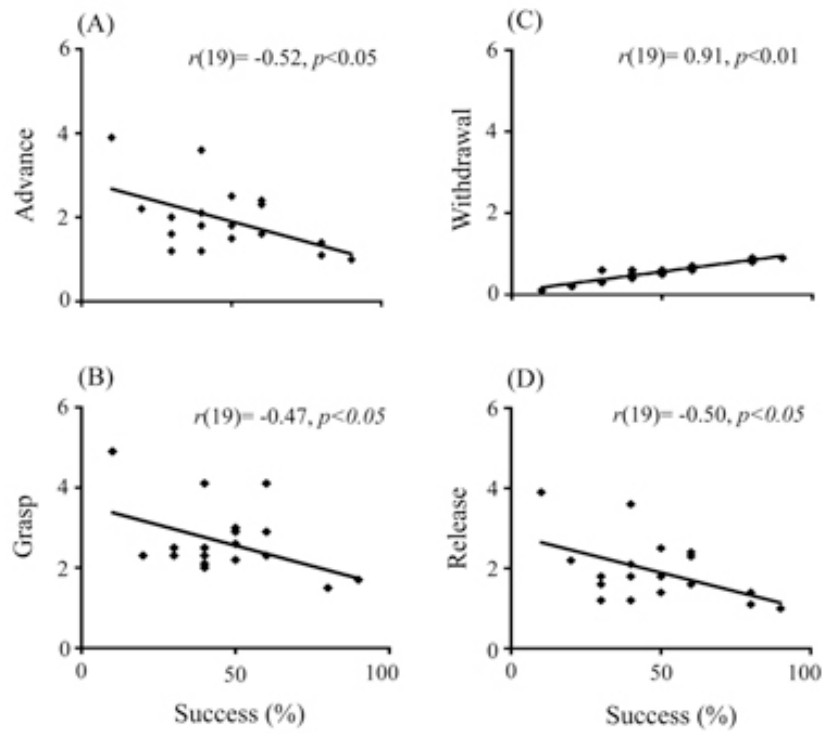 (A)
r(19)= -0.52, p<0.05
6
4
2
0
Advance
(C)
r(19)= 0.91, p<0.01
6
4
2
0
Withdrawal
(B)
r(19)= -0.47, p<0.05
6
4
2
0
Grasp
0
50
100
Success (%)
(D)
r(19)= -0.50, p<0.05
6
4
2
0
Release
0
50
100
Success (%)